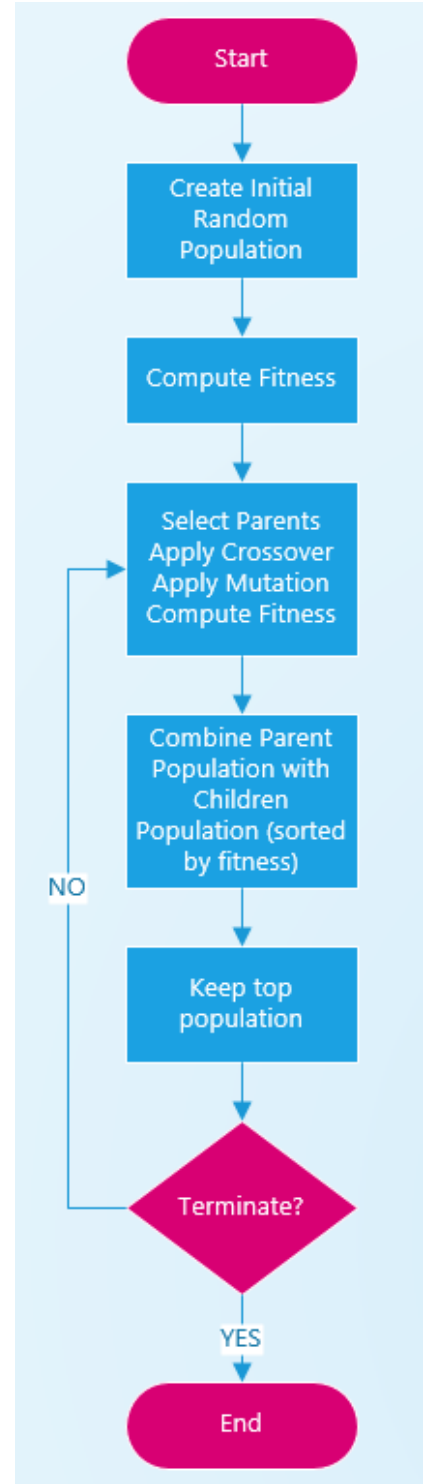 Start
Create Initial
Random
Population
Compute Fitness
Select Parents
Apply Crossover
Apply Mutation
Compute Fitness
Combine Parent
Population with
Children
Population (sorted
by fitness)
NO
Keep top
population
Terminate?
YES
End